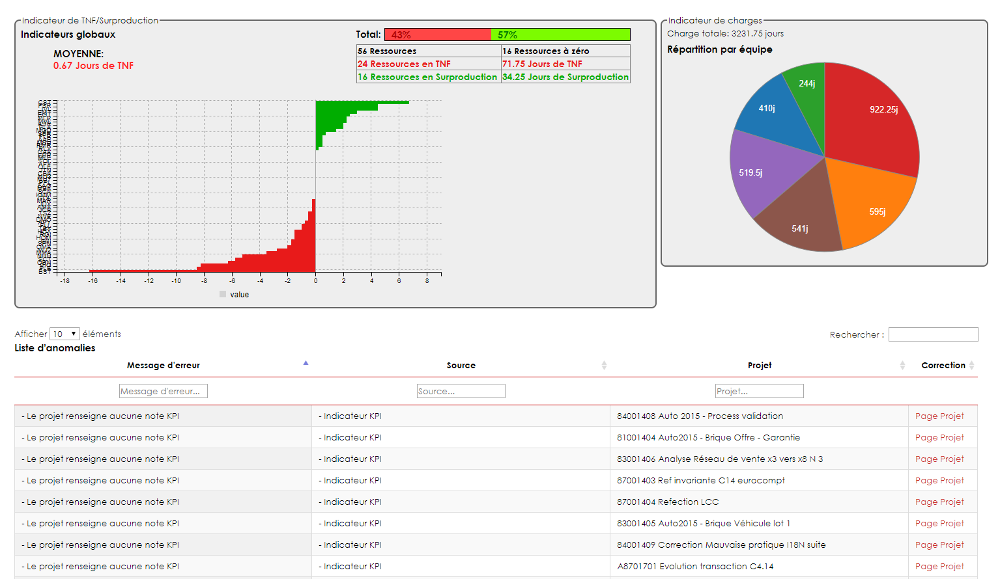 Indicateur de TNF/Surproduction
Indicateurs globaux
MOYENNE:
0.67 Jours de TNF
Total: 43% 57%
56 Ressources 16 Ressources à zéro
24 Ressources en TNF 71.75 Jours de TNF
16 Ressources en Surproduction 34.25 Jours de Surproduction
-18 -16 -14 -12 -10 -8 -6 -4 -2 0 2 4 6 8
value
Indicateur de charges
Charge totale: 3231.75 jours
Répartition par équipe
244j
922.25j
410j
519.5j
595j
541j
Afficher 10 éléments Rechercher :
Liste d'anomalies
Message d'erreur Source Projet Correction
Message d'erreur... Source... Projet...
- Le projet renseigne aucune note KPI - Indicateur KPI 84001408 Auto 2015 - Process validation Page Projet
- Le projet renseigne aucune note KPI - Indicateur KPI 81001404 Auto2015 - Brique Offre - Garantie Page Projet
- Le projet renseigne aucune note KPI - Indicateur KPI 83001406 Analyse Réseau de vente x3 vers x8 N 3 Page Projet
- Le projet renseigne aucune note KPI - Indicateur KPI 87001403 Ref invariante C14 eurocompt Page Projet
- Le projet renseigne aucune note KPI - Indicateur KPI 87001404 Refection LCC Page Projet
- Le projet renseigne aucune note KPI - Indicateur KPI 83001405 Auto2015 - Brique Véhicule lot 1 Page Projet
- Le projet renseigne aucune note KPI - Indicateur KPI 84001409 Correction Mauvaise pratique I18N suite Page Projet
- Le projet renseigne aucune note KPI - Indicateur KPI A8701701 Evolution transaction C4.14 Page Projet